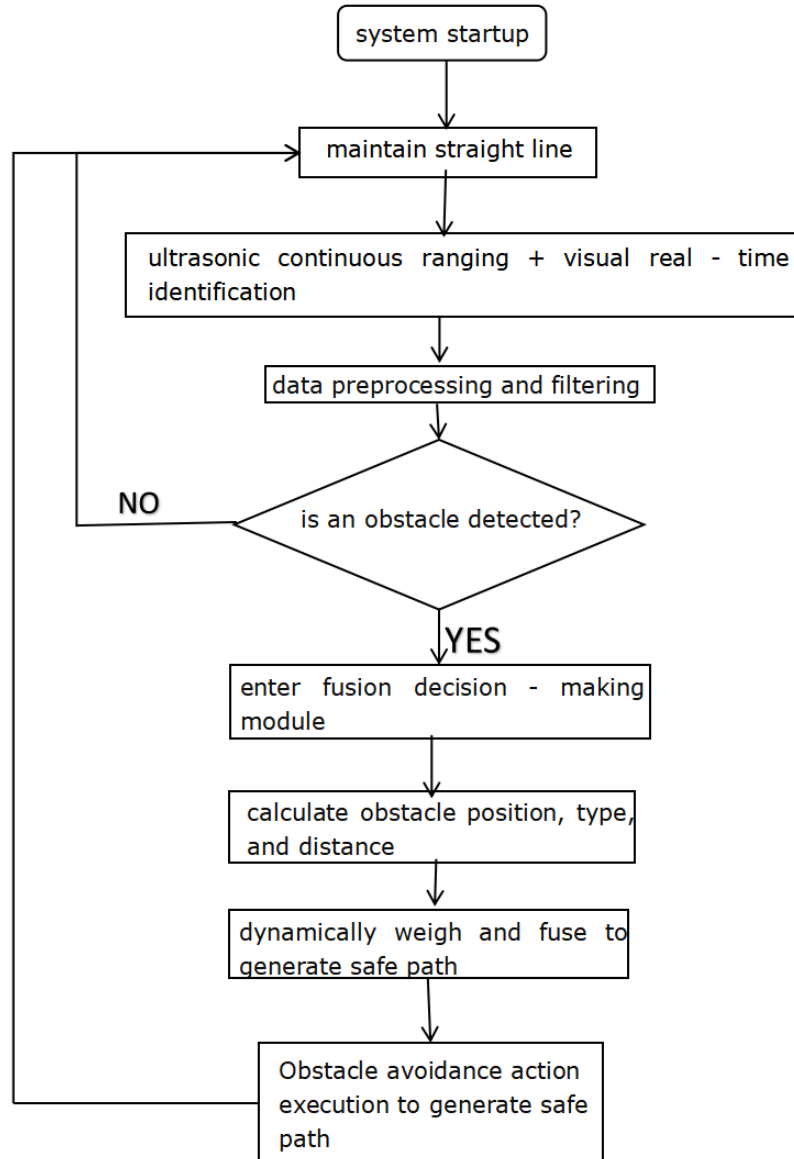 system startup
maintain straight line
ultrasonic continuous ranging + visual real - time
identification
data preprocessing and filtering
is an obstacle detected?
NO
YES
enter fusion decision - making
module
calculate obstacle position, type,
and distance
dynamically weigh and fuse to
generate safe path
Obstacle avoidance action
execution to generate safe
path